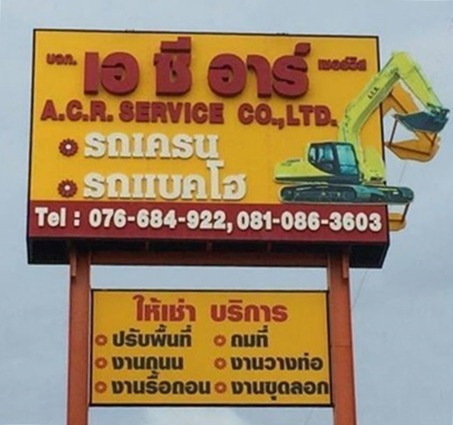 บจก. เอ ซี อาร์ เซอร์วิส
A.C.R. SERVICE CO.,LTD.
รถเครน
รถแบคโฮ
Tel : 076-684-922, 081-086-3603
ให้เช่า บริการ
ปรับพื้นที่ ถมที่
งานถนน งานวางท่อ
งานรื้อถอน งานขุดลอก